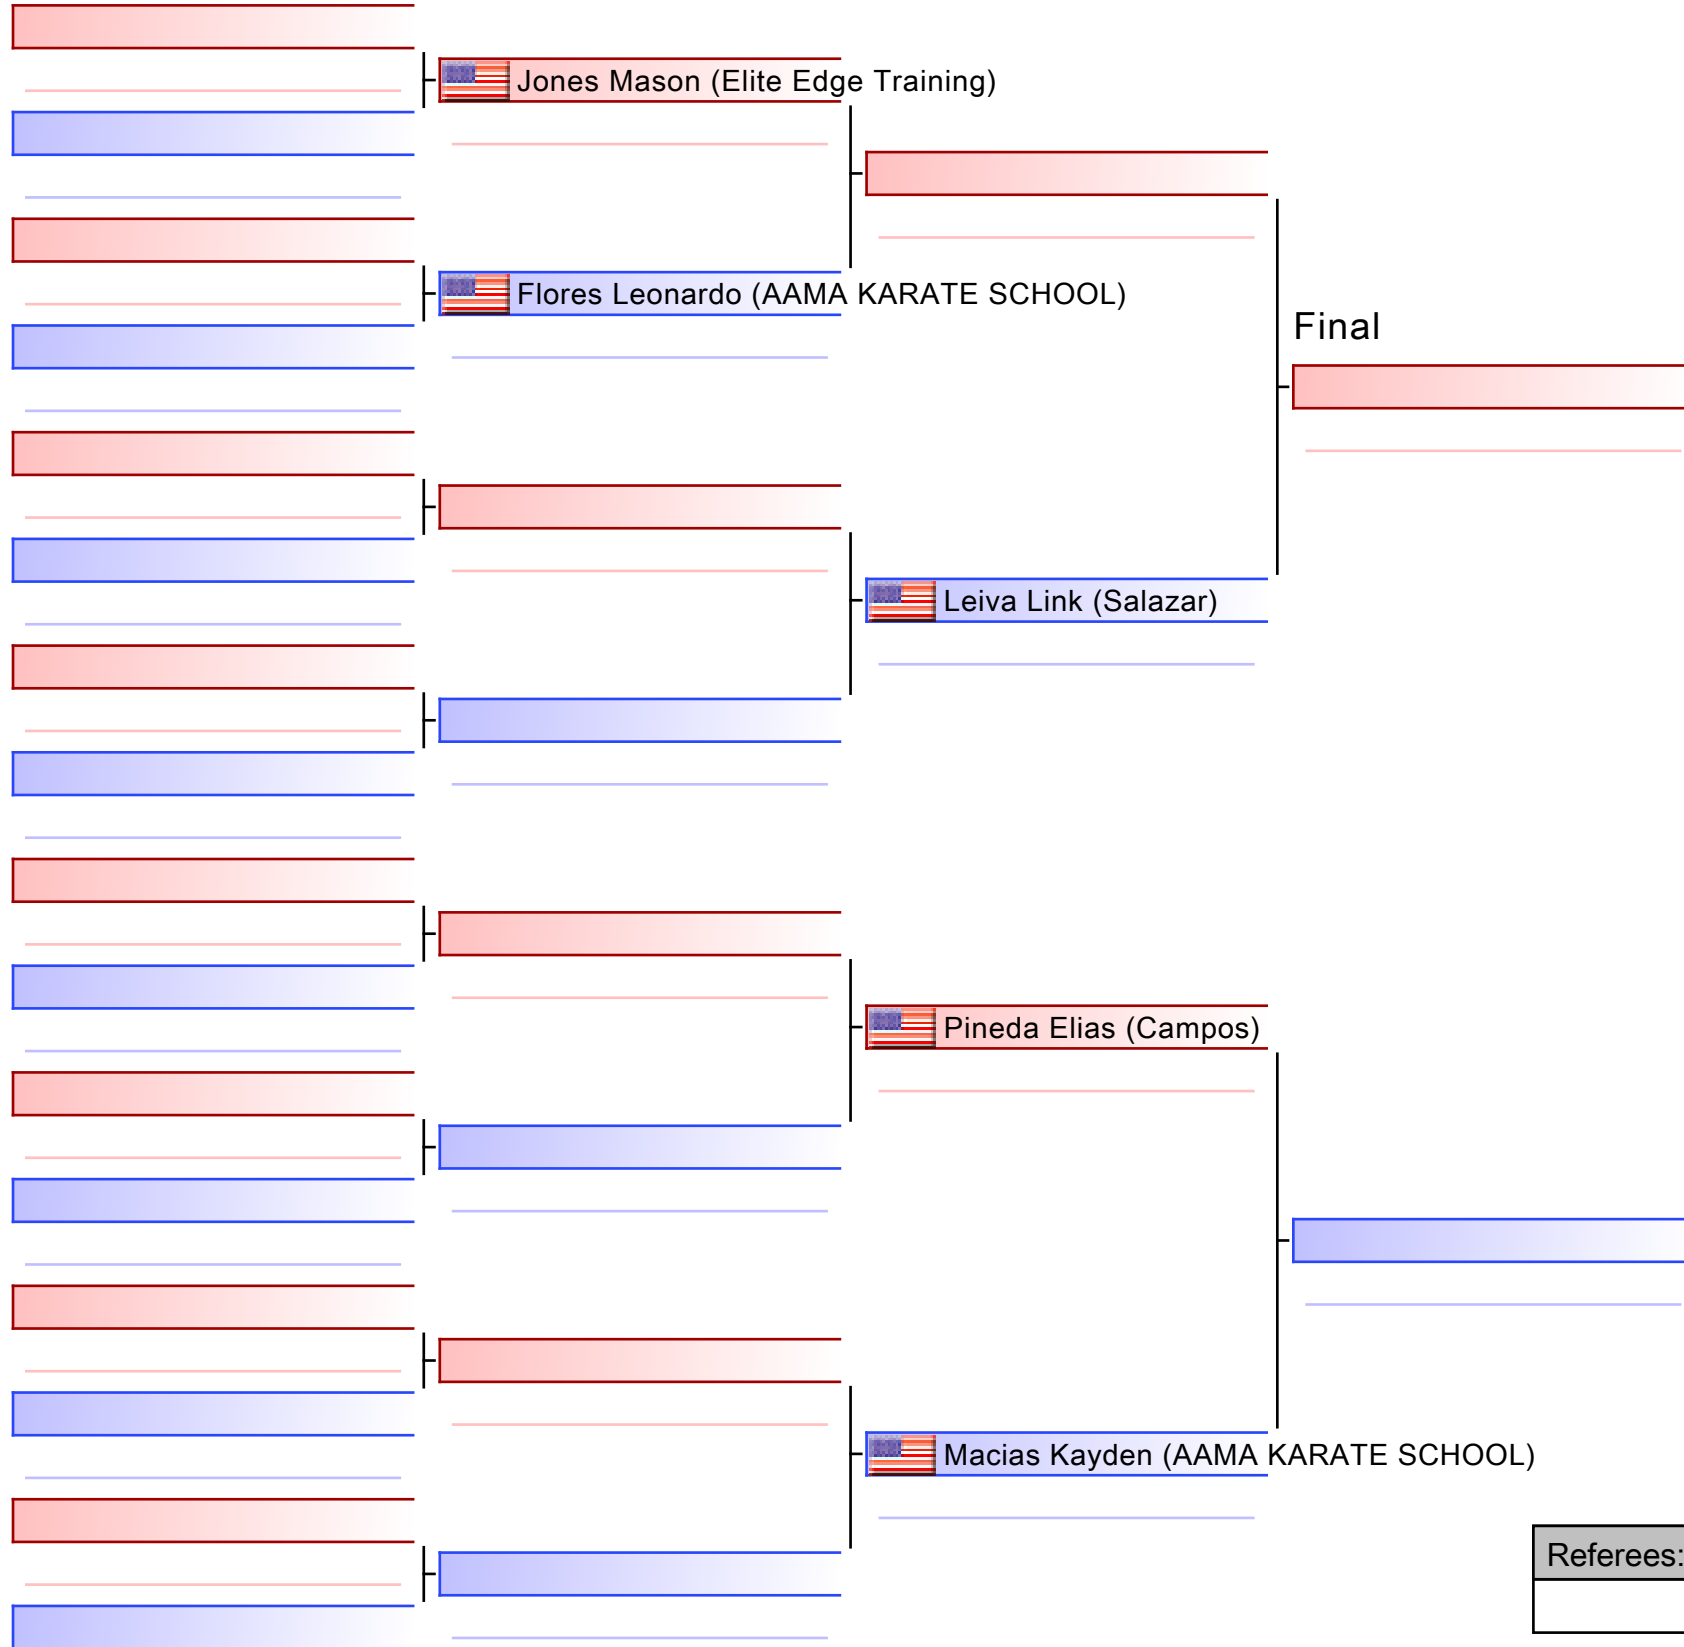 Jones Mason (Elite Edge Training)
Flores Leonardo (AAMA KARATE SCHOOL)
Final
Leiva Link (Salazar)
Pineda Elias (Campos)
Macias Kayden (AAMA KARATE SCHOOL)
Referees: